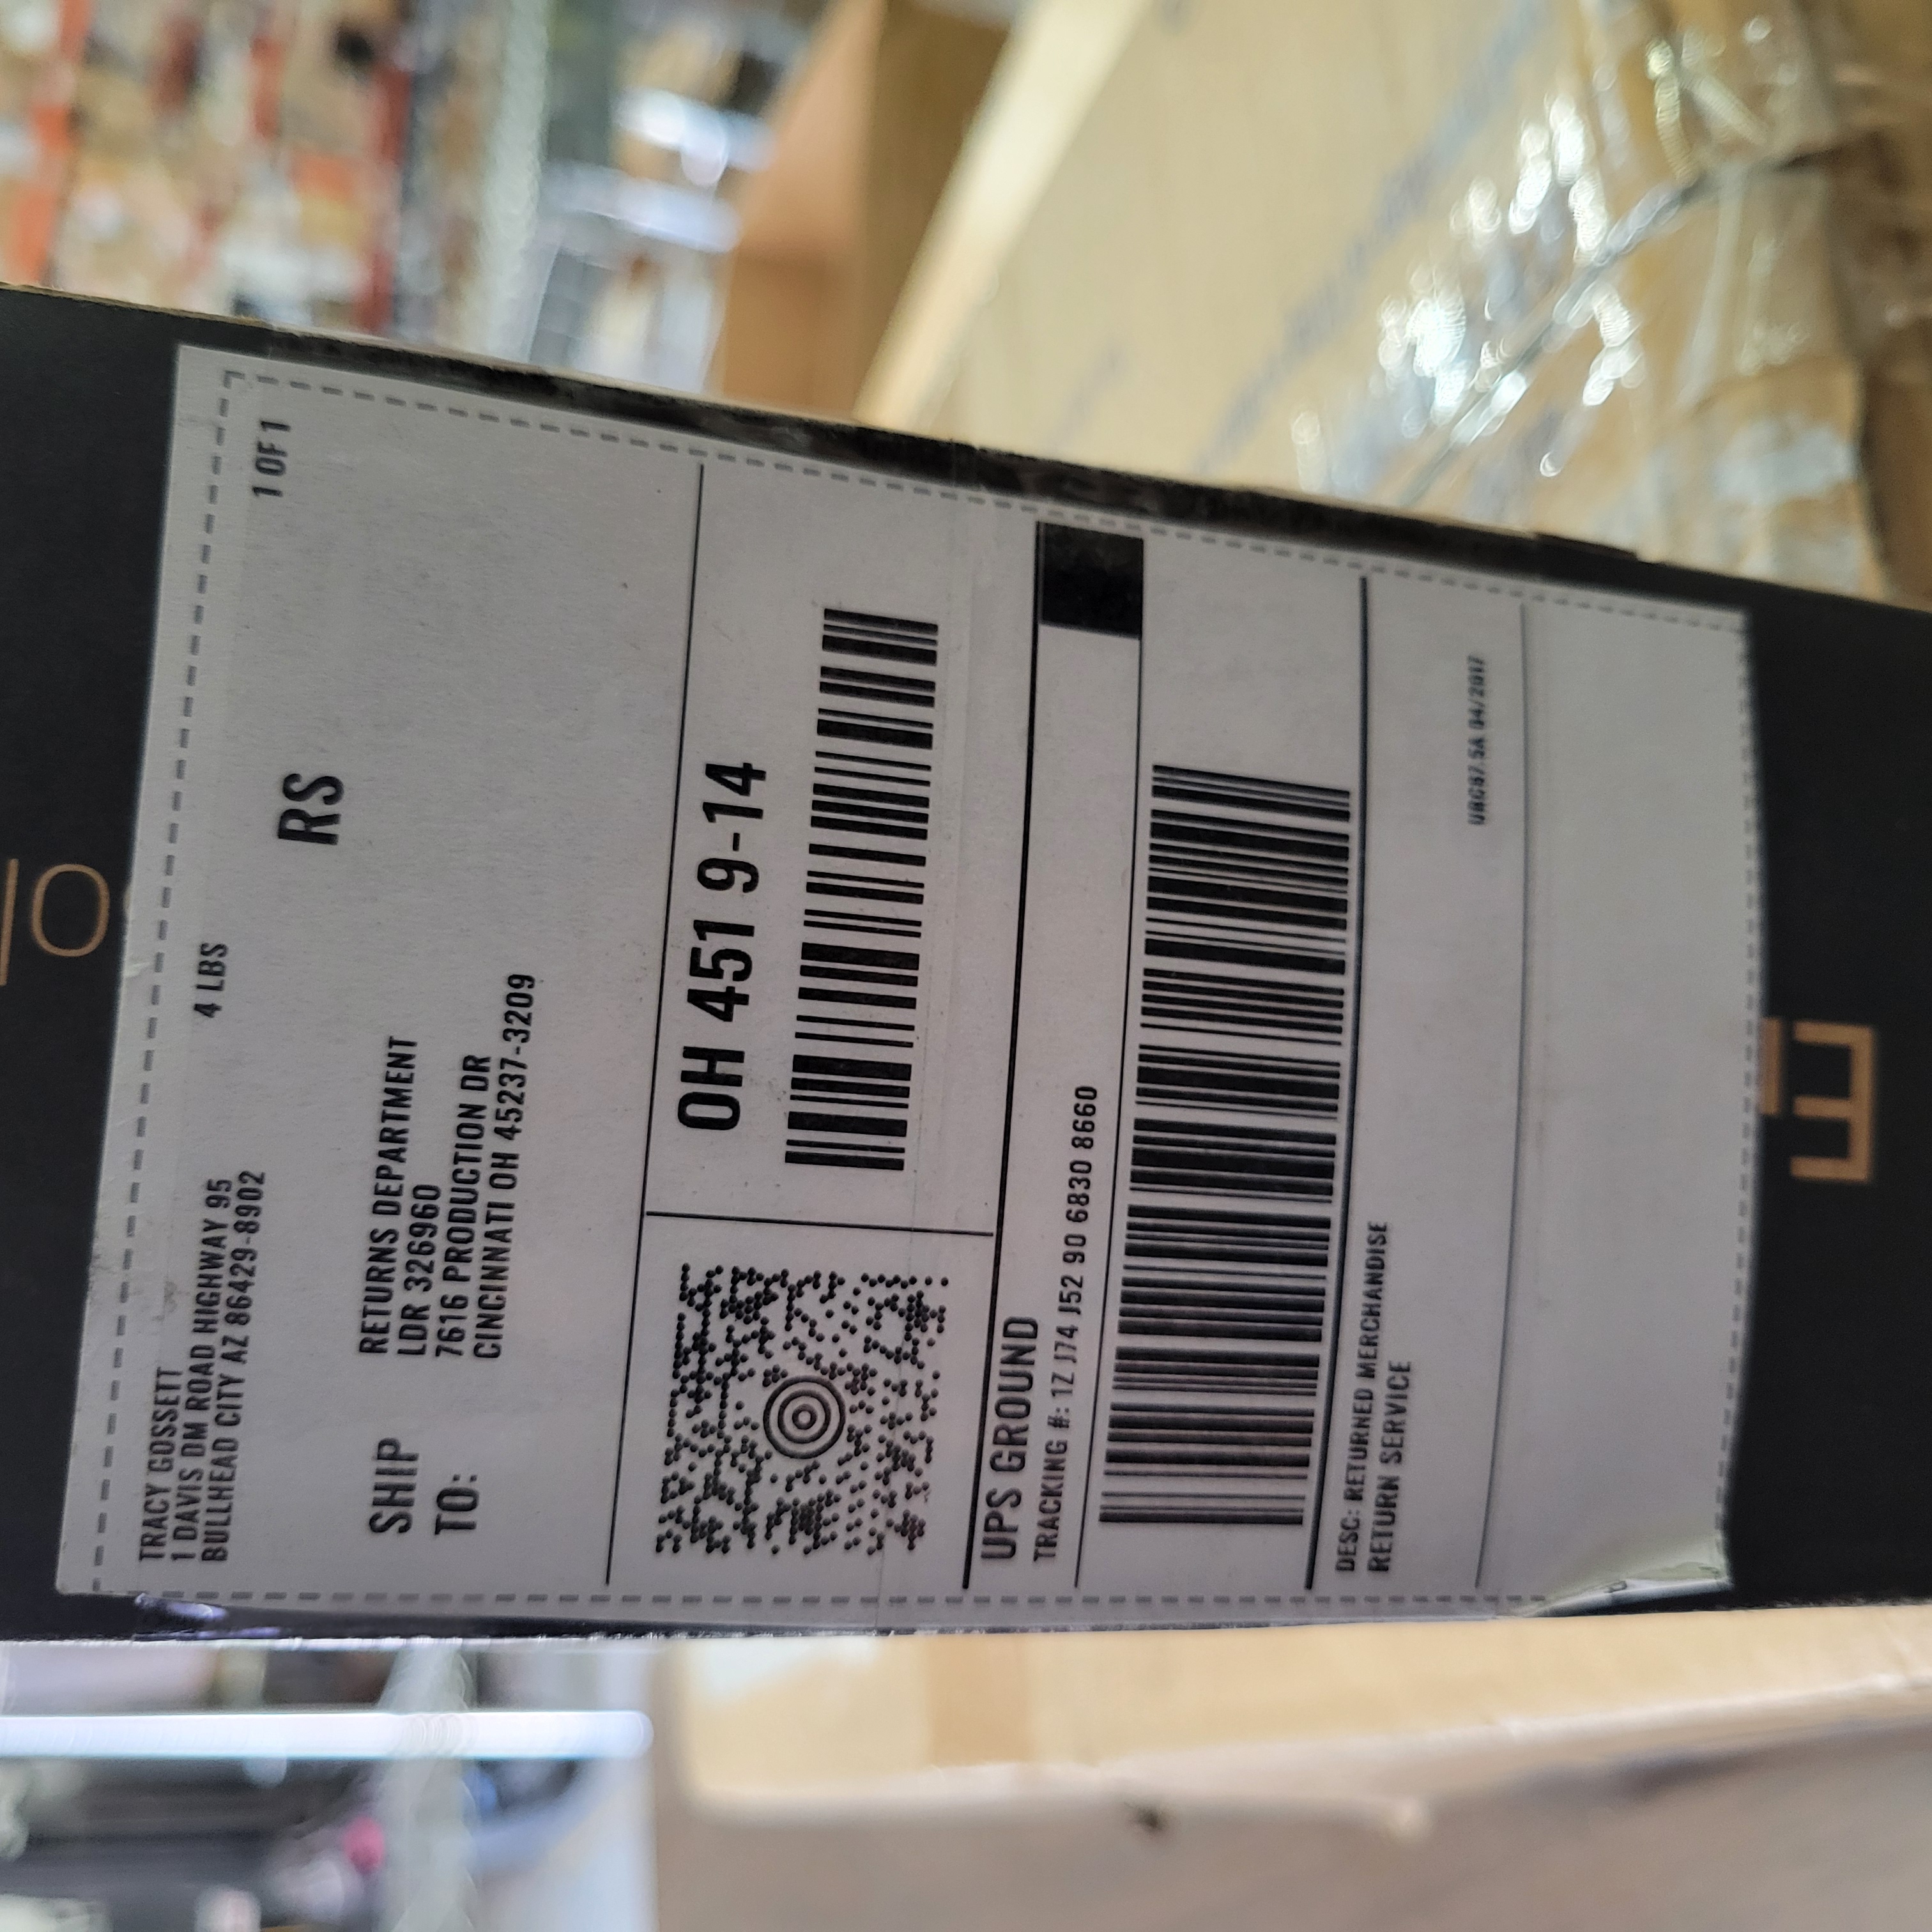 TRACY GOSSETT
1 DAVIS DM ROAD HIGHWAY 95
BULLHEAD CITY AZ 86429-8902
4 LBS
1 OF 1
RS
SHIP
TO:
RETURNS DEPARTMENT
LDR 326960
7616 PRODUCTION DR
CINCINNATI OH 45237-3209
OH 451 9-14
UPS GROUND
TRACKING #: 1Z J74 J52 90 6830 8660
DESC: RETURNED MERCHANDISE
RETURN SERVICE
04/2017